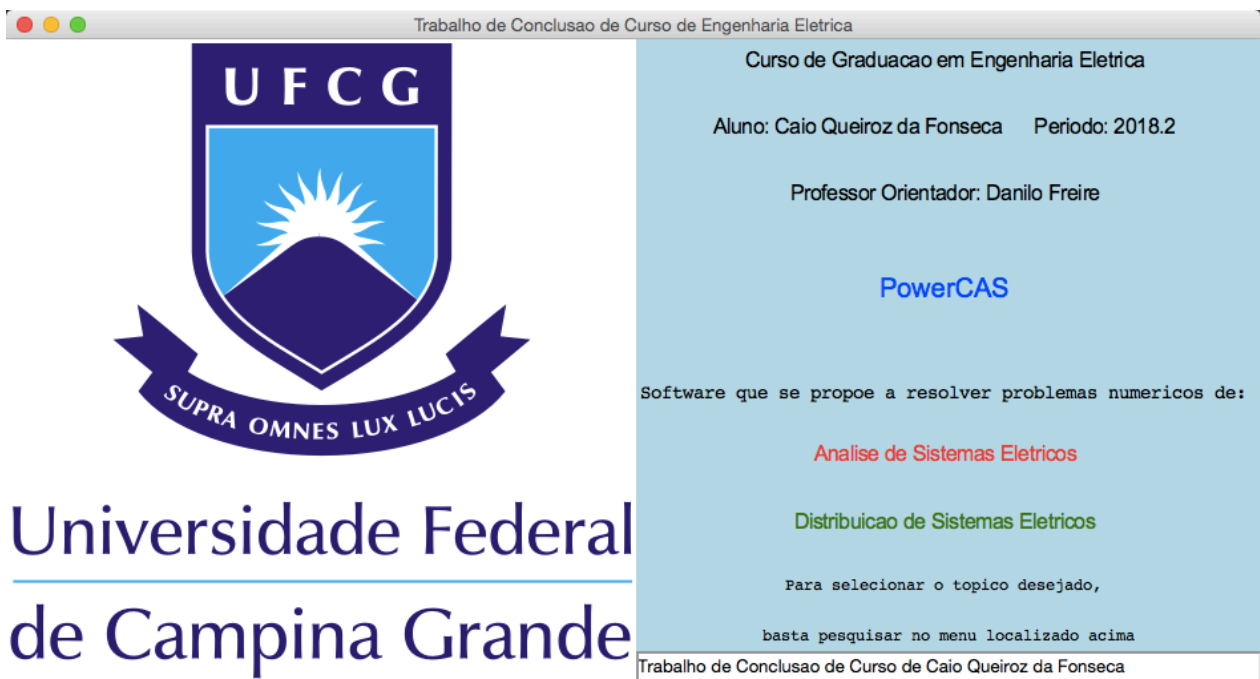 Trabalho de Conclusao de Curso de Engenharia Eletrica
UFCG
SUPRA OMNES LUX LUCIS
Universidade Federal
de Campina Grande
Curso de Graduacao em Engenharia Eletrica
Aluno: Caio Queiroz da Fonseca Periodo: 2018.2
Professor Orientador: Danilo Freire
PowerCAS
Software que se propoe a resolver problemas numericos de:
Analise de Sistemas Eletricos
Distribuicao de Sistemas Eletricos
Para selecionar o topico desejado,
basta pesquisar no menu localizado acima
Trabalho de Conclusao de Curso de Caio Queiroz da Fonseca